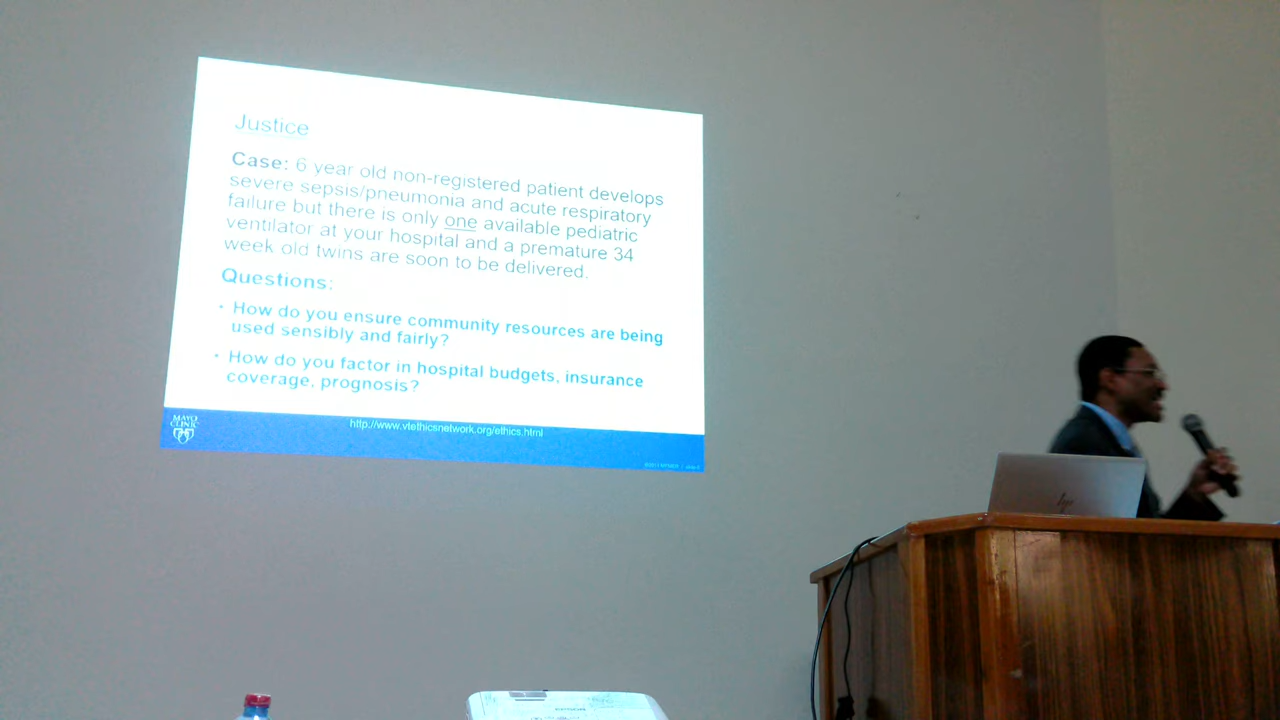 Justice
Case: 6 year old non-registered patient develops
severe sepsis/pneumonia and acute respiratory
failure but there is only one available pediatric
ventilator at your hospital and a premature 34
week old twins are soon to be delivered.
Questions:
• How do you ensure community resources are being
used sensibly and fairly?
• How do you factor in hospital budgets, insurance
coverage, prognosis?
MAYO
CLINIC
http://www.vtethicsnetwork.org/ethics.html
hp